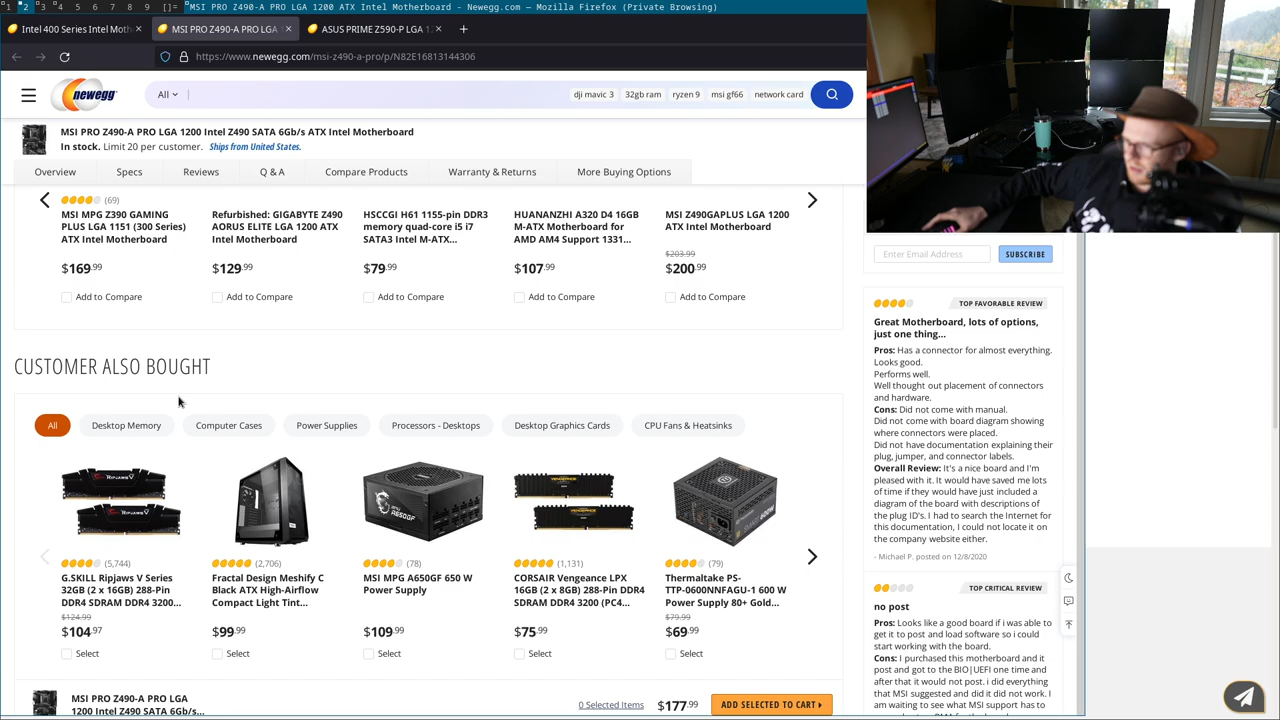 1 2 3 4 5 6 7 8 9 []= MSI PRO Z490-A PRO LGA 1200 ATX Intel Motherboard - Newegg.com — Mozilla Firefox (Private Browsing)
Intel 400 Series Intel Moth
MSI PRO Z490-A PRO LGA
ASUS PRIME Z590-P LGA 12
https://www.newegg.com/msi-z490-a-pro/p/N82E16813144306
newegg
All
dji mavic 3
32gb ram
ryzen 9
msi gf66
network card
MSI PRO Z490-A PRO LGA 1200 Intel Z490 SATA 6Gb/s ATX Intel Motherboard
In stock. Limit 20 per customer. Ships from United States.
Overview
Specs
Reviews
Q & A
Compare Products
Warranty & Returns
More Buying Options
(69)
MSI MPG Z390 GAMING
PLUS LGA 1151 (300 Series)
ATX Intel Motherboard
$169.99
Add to Compare
Refurbished: GIGABYTE Z490
AORUS ELITE LGA 1200 ATX
Intel Motherboard
$129.99
Add to Compare
HSCCGI H61 1155-pin DDR3
memory quad-core i5 i7
SATA3 Intel M-ATX...
$79.99
Add to Compare
HUANANZHI A320 D4 16GB
M-ATX Motherboard for
AMD AM4 Support 1331...
$107.99
Add to Compare
MSI Z490GAPLUS LGA 1200
ATX Intel Motherboard
$203.99
$200.99
Add to Compare
CUSTOMER ALSO BOUGHT
All
Desktop Memory
Computer Cases
Power Supplies
Processors - Desktops
Desktop Graphics Cards
CPU Fans & Heatsinks
(5,744)
G.SKILL Ripjaws V Series
32GB (2 x 16GB) 288-Pin
DDR4 SDRAM DDR4 3200...
$124.99
$104.97
Select
(2,706)
Fractal Design Meshify C
Black ATX High-Airflow
Compact Light Tint...
$99.99
Select
(78)
MSI MPG A650GF 650 W
Power Supply
$109.99
Select
(1,131)
CORSAIR Vengeance LPX
16GB (2 x 8GB) 288-Pin DDR4
SDRAM DDR4 3200 (PC4...
$75.99
Select
(79)
Thermaltake PS-
TTP-0600NNFAGU-1 600 W
Power Supply 80+ Gold...
$79.99
$69.99
Select
MSI PRO Z490-A PRO LGA
1200 Intel Z490 SATA 6Gb/s...
0 Selected Items
$177.99
ADD SELECTED TO CART
Enter Email Address
SUBSCRIBE
TOP FAVORABLE REVIEW
Great Motherboard, lots of options,
just one thing...
Pros: Has a connector for almost everything.
Looks good.
Performs well.
Well thought out placement of connectors
and hardware.
Cons: Did not come with manual.
Did not come with board diagram showing
where connectors were placed.
Did not have documentation explaining their
plug, jumper, and connector labels.
Overall Review: It's a nice board and I'm
pleased with it. It would have saved me lots
of time if they would have just included a
diagram of the board with descriptions of
the plug ID's. I had to search the Internet for
this documentation, I could not locate it on
the company website either.
- Michael P. posted on 12/8/2020
TOP CRITICAL REVIEW
no post
Pros: Looks like a good board if i was able to
get it to post and load software so i could
start working with the board.
Cons: I purchased this motherboard and it
post and got to the BIO|UEFI one time and
after that it would not post. i did everything
that MSI suggested and did it did not work. I
am waiting to see what MSI support has to